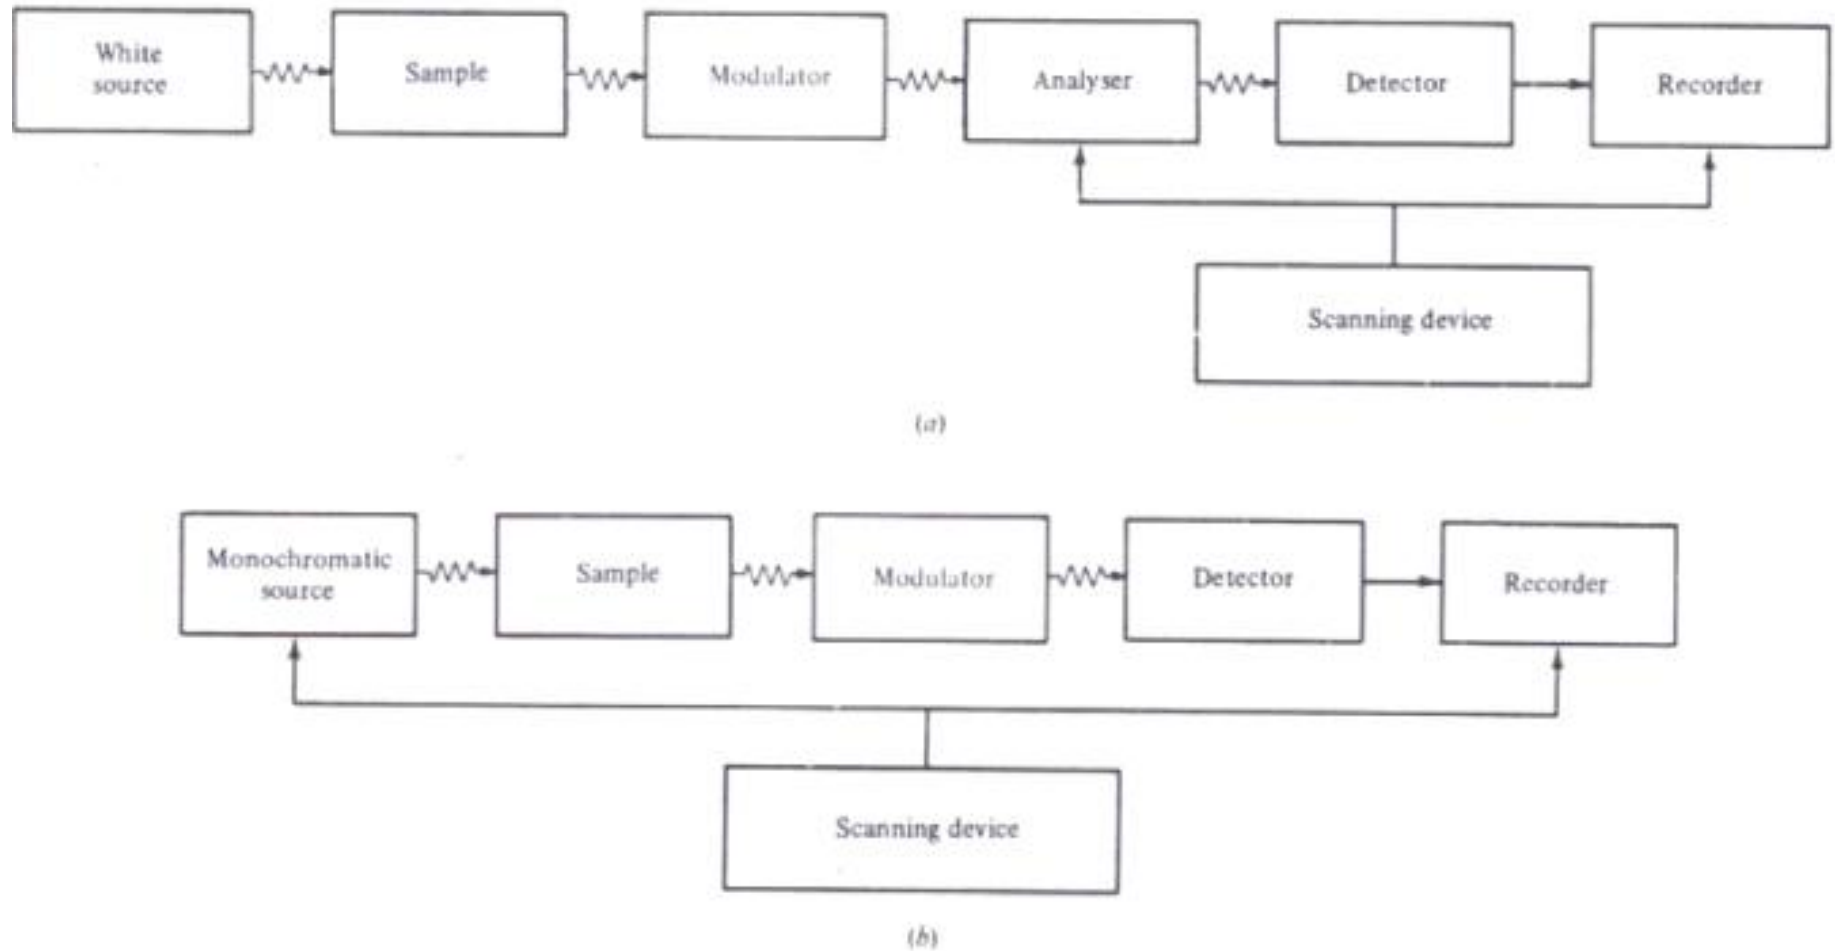 White
source
Sample
Modulator
Analyser
Detector
Recorder
Scanning device
(a)
Monochromatic
source
Sample
Modulator
Detector
Recorder
Scanning device
(b)